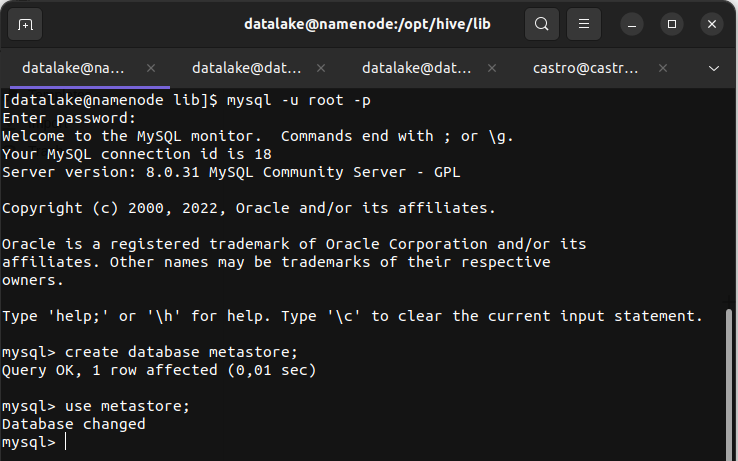 datalake@namenode:/opt/hive/lib
datalake@na... datalake@dat... datalake@dat... castro@castr...
[datalake@namenode lib]$ mysql -u root -p
Enter password:
Welcome to the MySQL monitor.  Commands end with ; or \g.
Your MySQL connection id is 18
Server version: 8.0.31 MySQL Community Server - GPL
Copyright (c) 2000, 2022, Oracle and/or its affiliates.
Oracle is a registered trademark of Oracle Corporation and/or its
affiliates. Other names may be trademarks of their respective
owners.
Type 'help;' or '\h' for help. Type '\c' to clear the current input statement.
mysql> create database metastore;
Query OK, 1 row affected (0,01 sec)
mysql> use metastore;
Database changed
mysql>